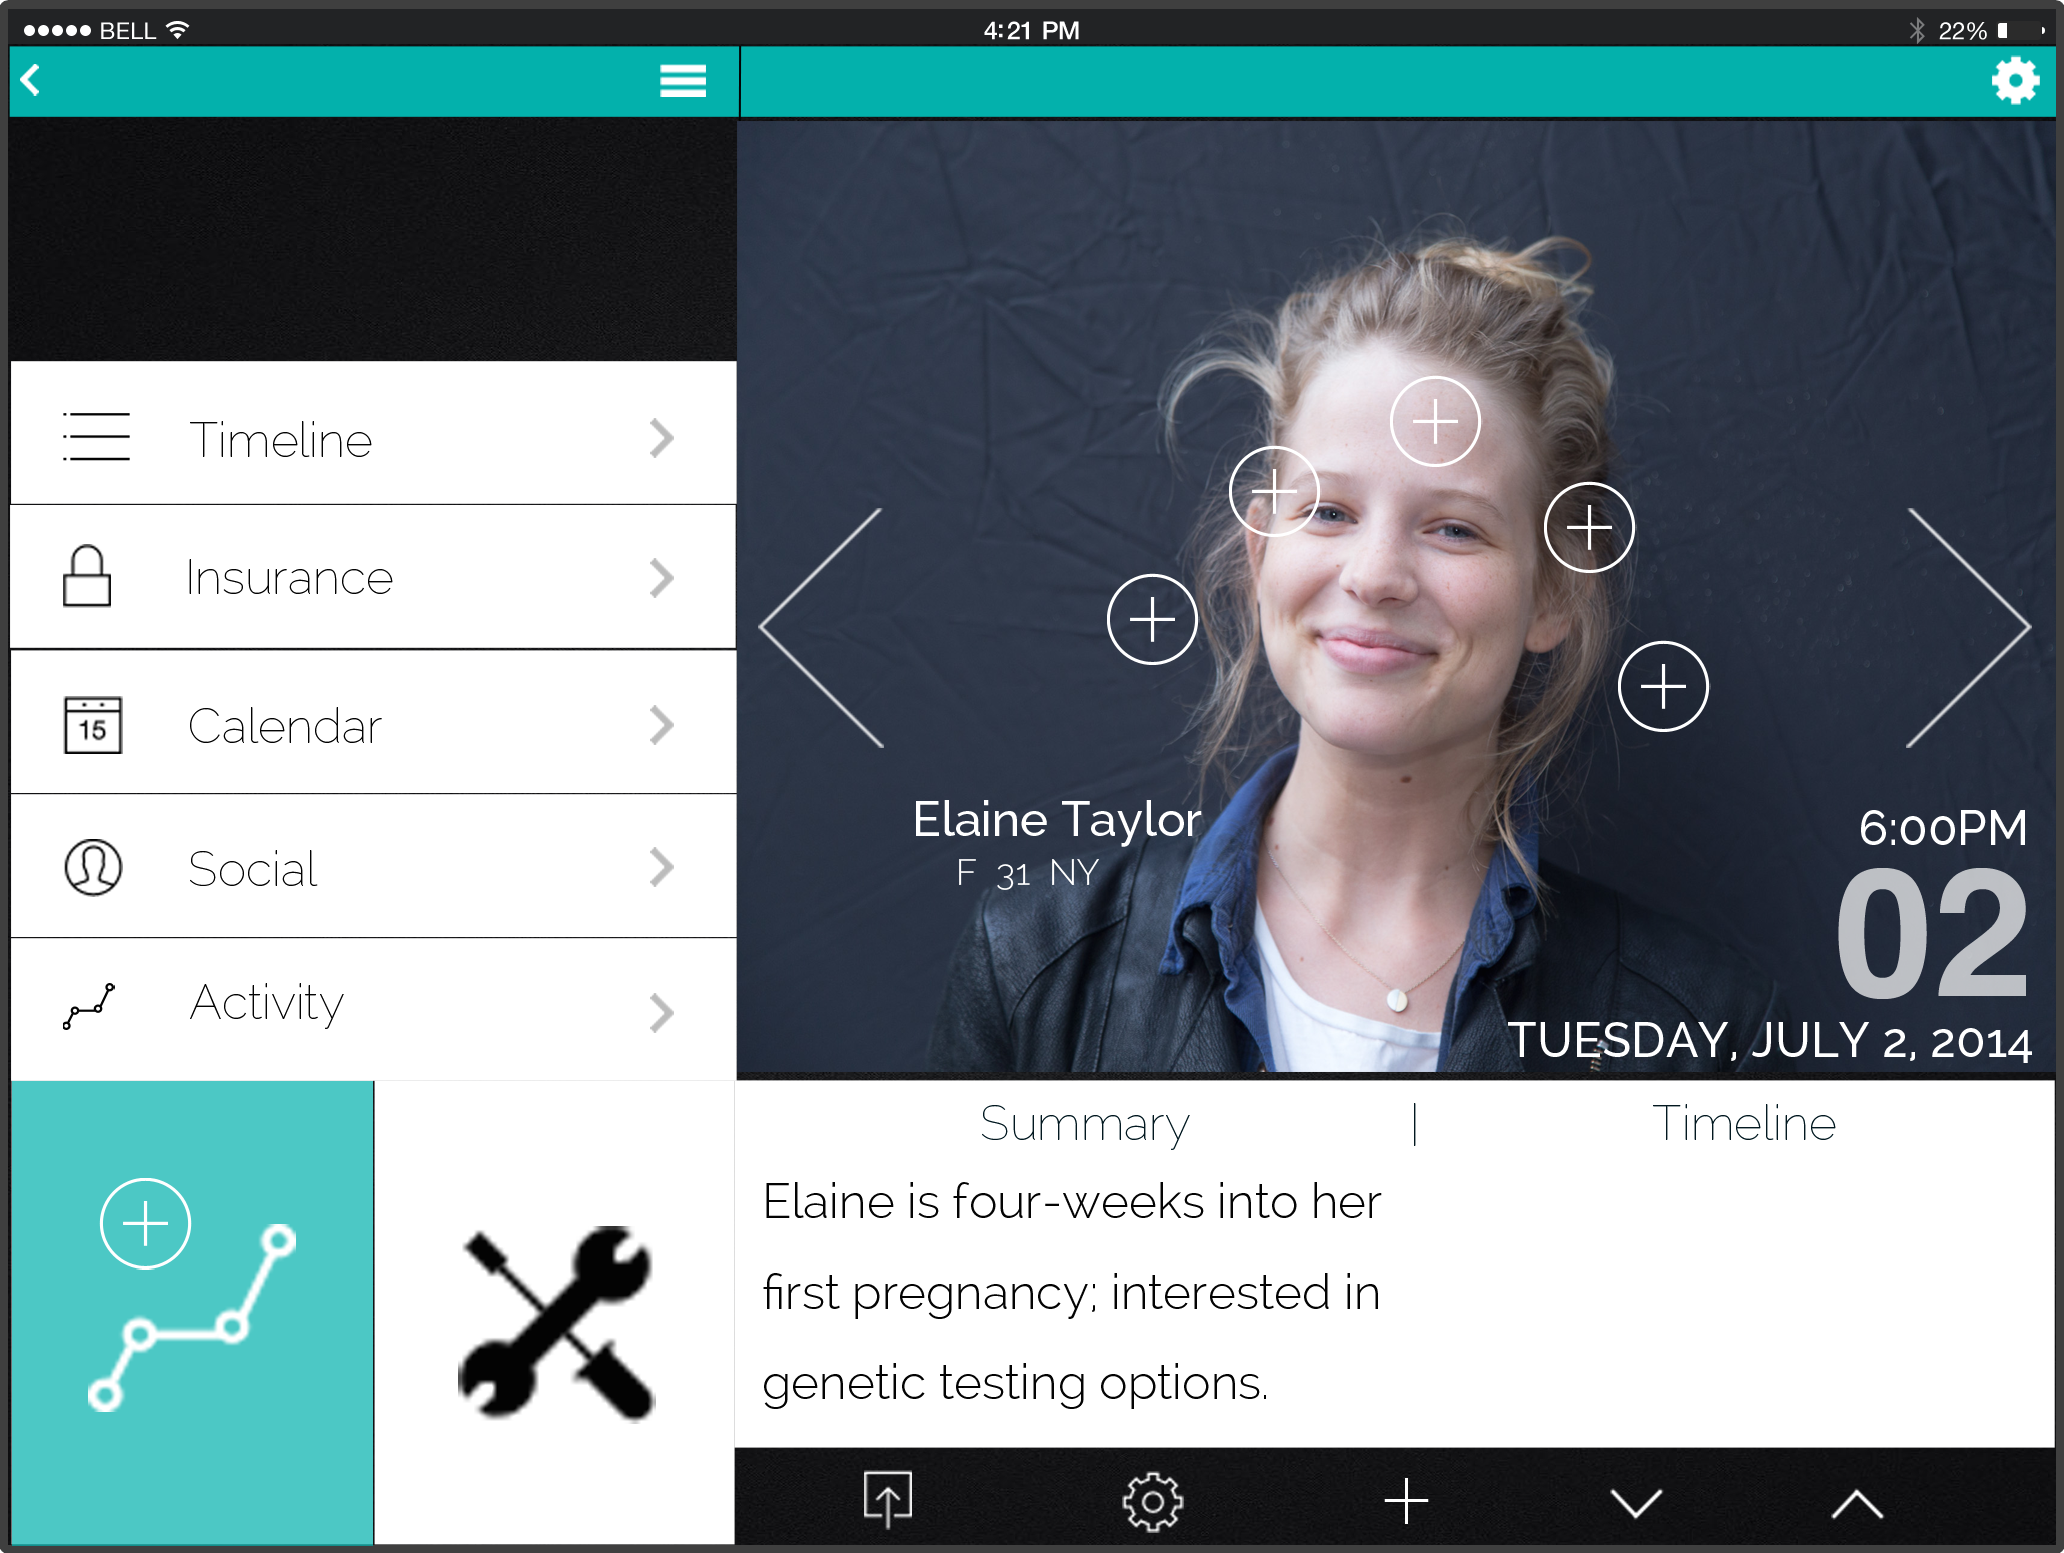 BELL
4:21 PM
22%
Timeline
Insurance
15
Calendar
Social
Activity
Elaine Taylor
F 31 NY
6:00PM
02
TUESDAY, JULY 2, 2014
Summary | Timeline
Elaine is four-weeks into her
first pregnancy; interested in
genetic testing options.